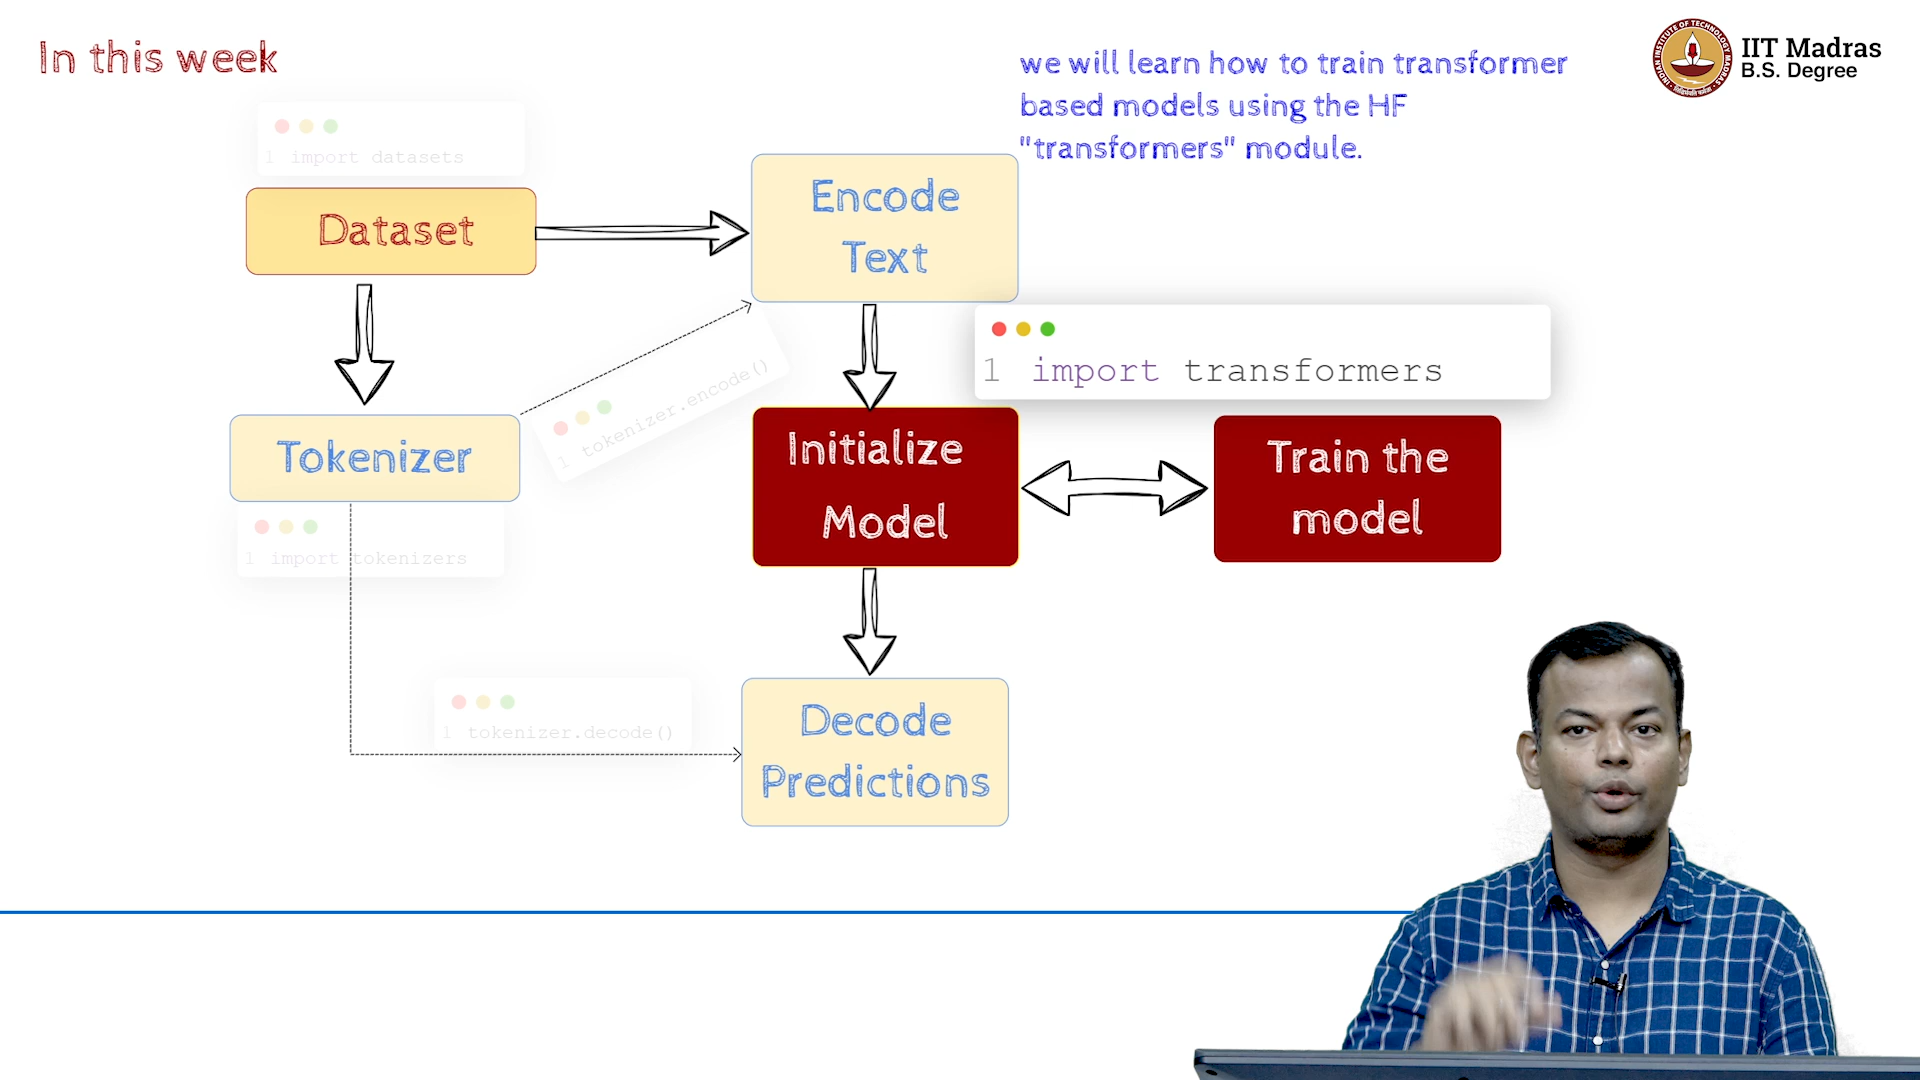 In this week
we will learn how to train transformer
based models using the HF
"transformers" module.
IIT Madras
B.S. Degree
1 import datasets
Dataset
Encode
Text
1 import transformers
1 tokenizer.encode()
Tokenizer
1 import tokenizers
Initialize
Model
Train the
model
1 tokenizer.decode()
Decode
Predictions